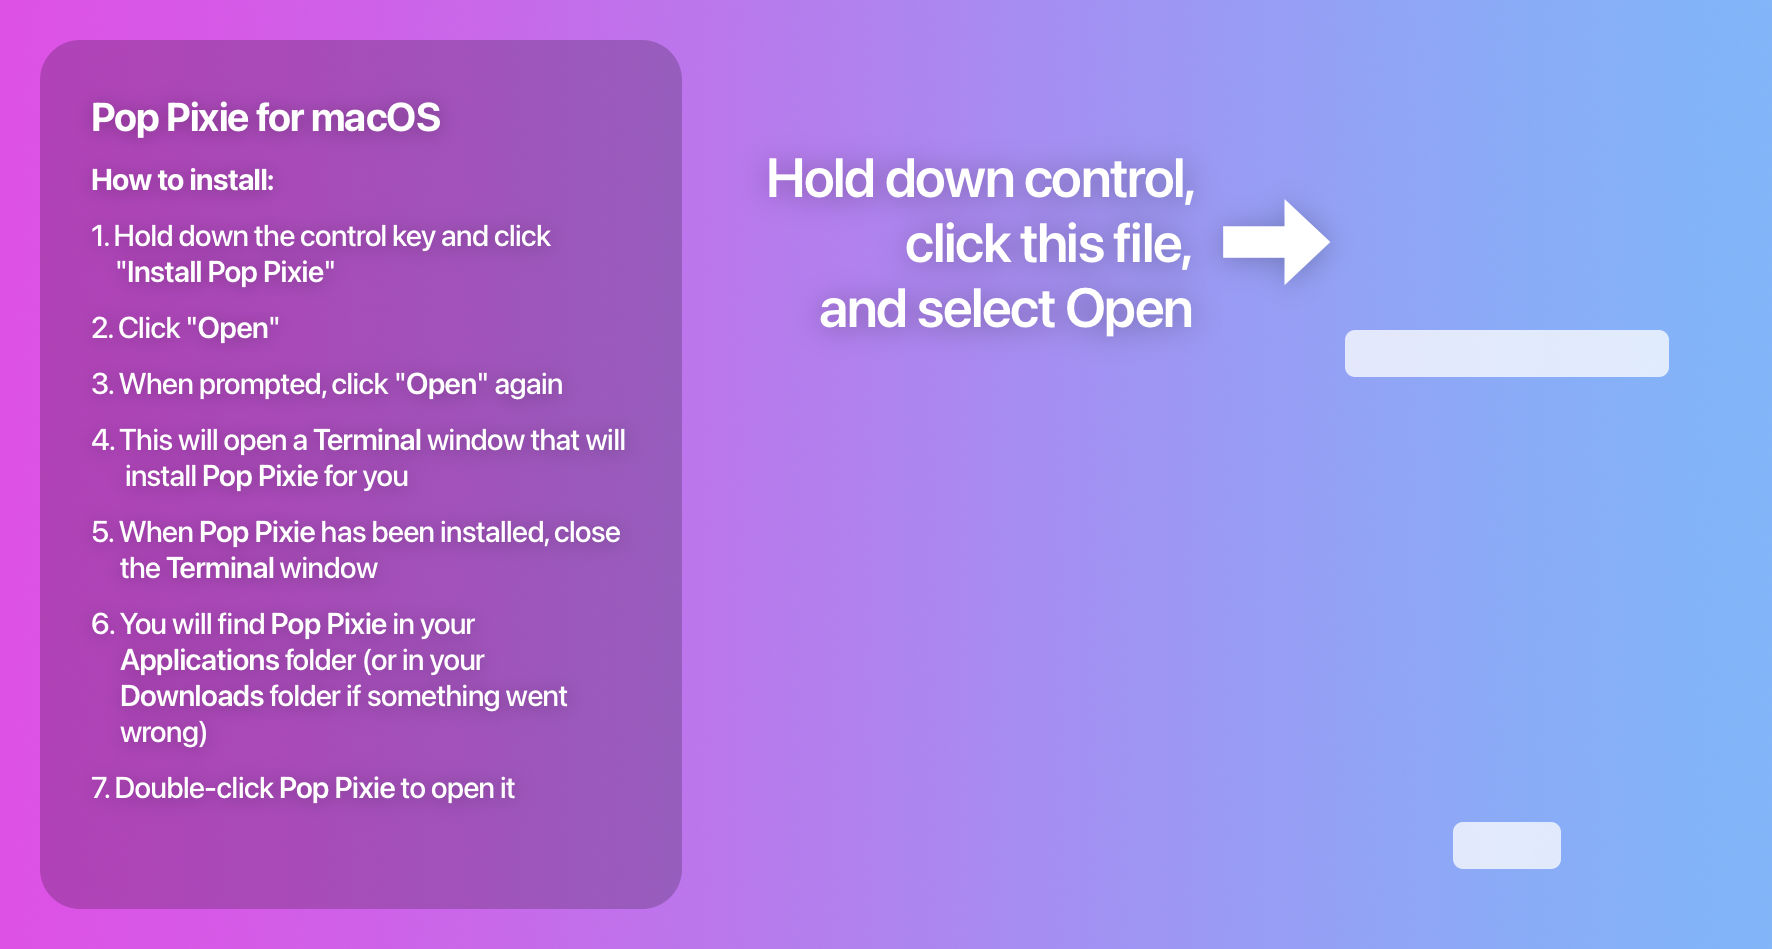 Pop Pixie for macOS
How to install:
1. Hold down the control key and click
"Install Pop Pixie"
2. Click "Open"
3. When prompted, click "Open" again
4. This will open a Terminal window that will
install Pop Pixie for you
5. When Pop Pixie has been installed, close
the Terminal window
6. You will find Pop Pixie in your
Applications folder (or in your
Downloads folder if something went
wrong)
7. Double-click Pop Pixie to open it
Hold down control,
click this file,
and select Open